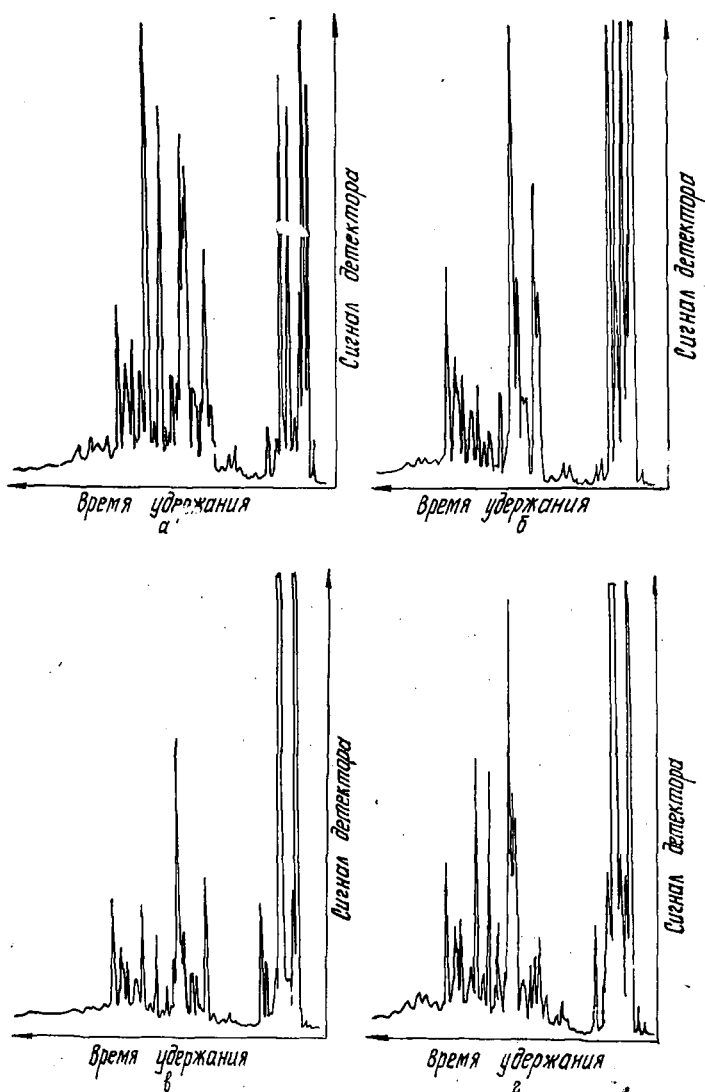 Сигнал детектора
Время удержания
а
Сигнал детектора
Время удержания
б
Сигнал детектора
Время удержания
в
Сигнал детектора
Время удержания
г